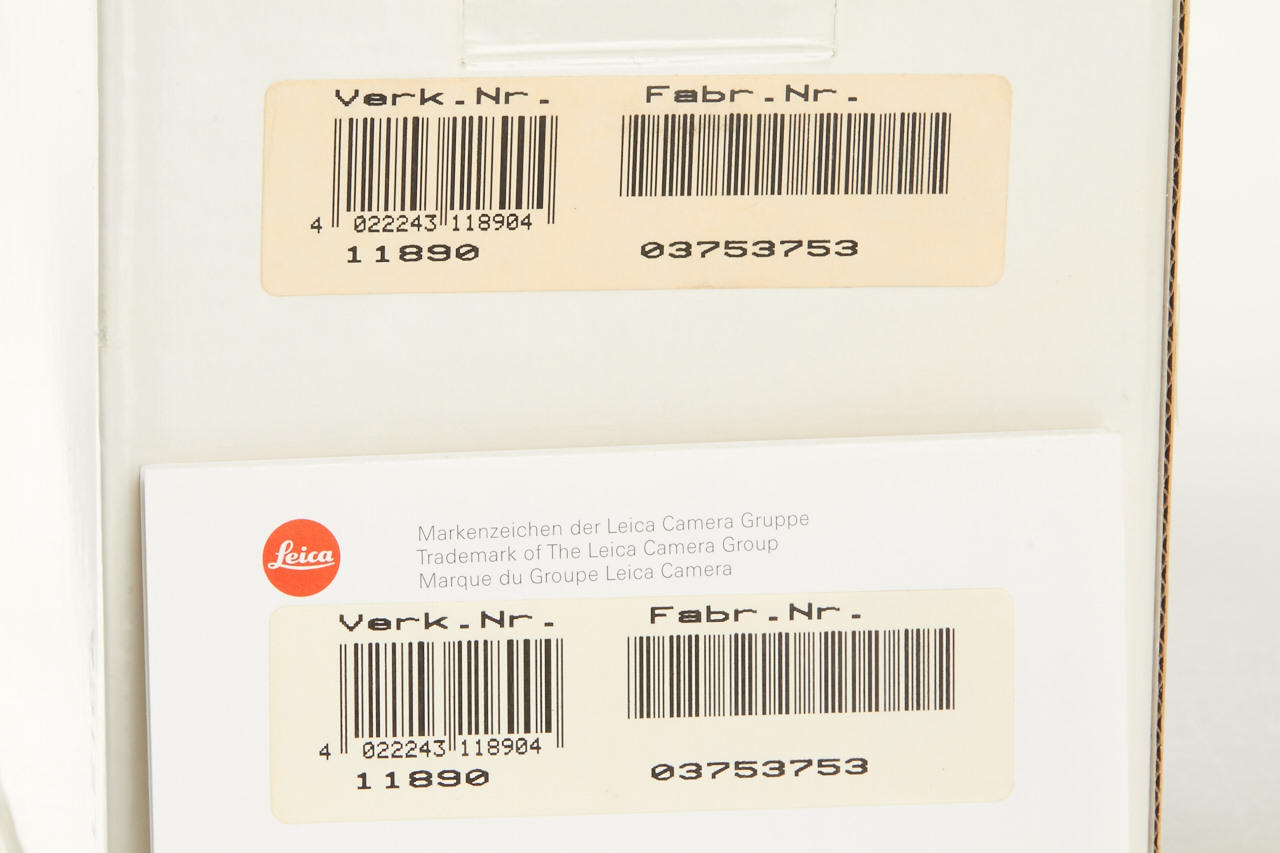 Verk.Nr. Fabr.Nr.
4 022243 118904
11890 03753753
Leica
Markenzeichen der Leica Camera Gruppe
Trademark of The Leica Camera Group
Marque du Groupe Leica Camera
Verk.Nr. Fabr.Nr.
4 022243 118904
11890 03753753